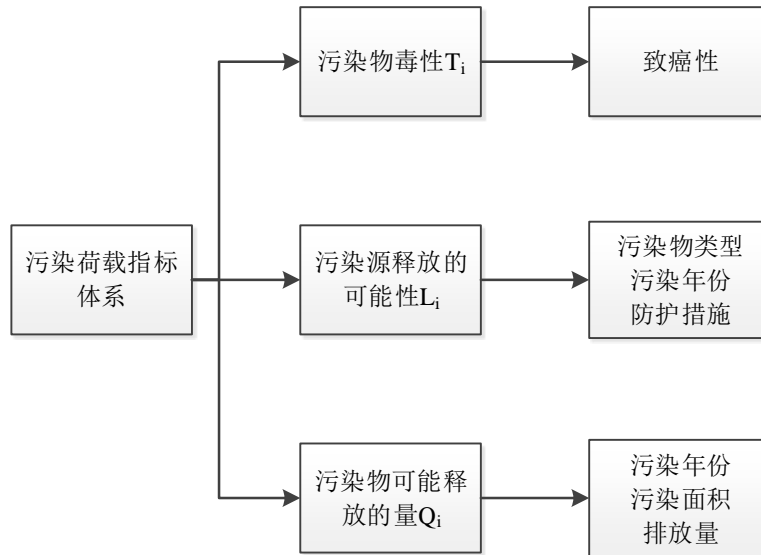 污染物毒性Ti
致癌性
污染荷载指标
体系
污染源释放的
可能性Li
污染物类型
污染年份
防护措施
污染物可能释
放的量Qi
污染年份
污染面积
排放量